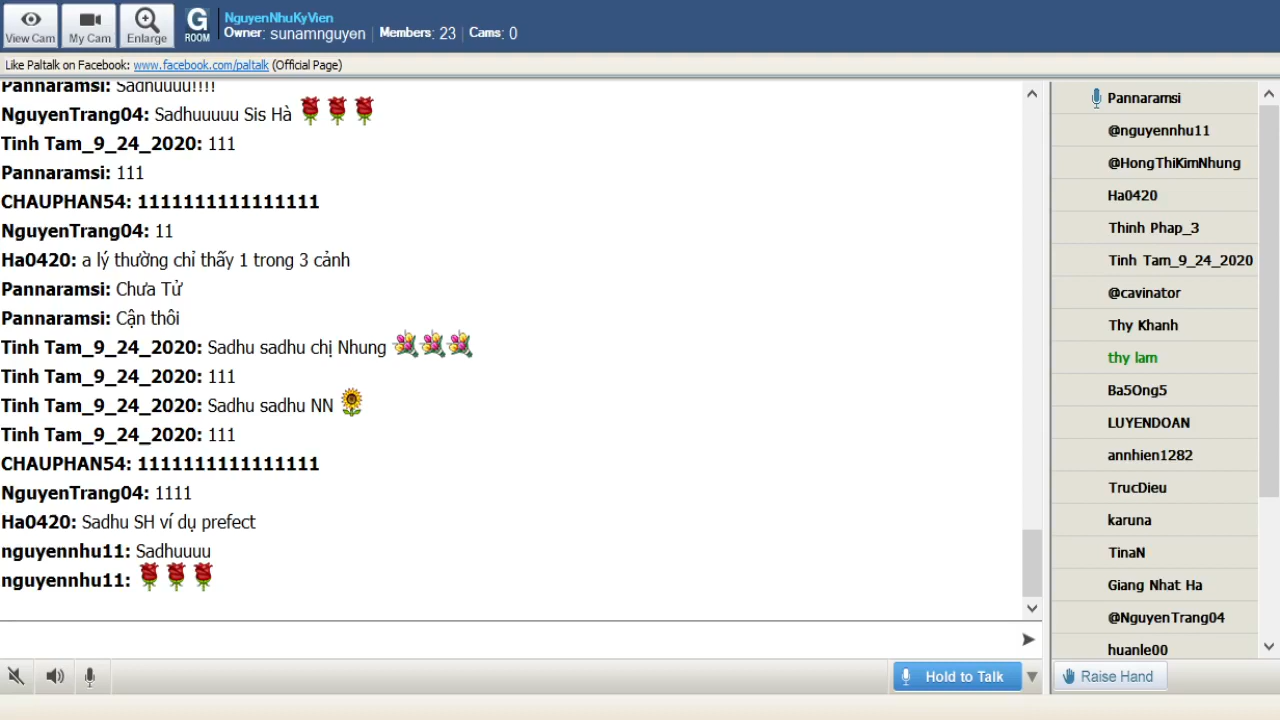 View Cam
My Cam
Enlarge
G
ROOM
NguyenNhuKyVien
Owner: sunamnguyen | Members: 23 | Cams: 0
Like Paltalk on Facebook: www.facebook.com/paltalk (Official Page)
Pannaramsi: Sadhuuuu!!!!
NguyenTrang04: Sadhuuuuu Sis Hà
Tinh Tam_9_24_2020: 111
Pannaramsi: 111
CHAUPHAN54: 1111111111111111
NguyenTrang04: 11
Ha0420: a lý thường chỉ thấy 1 trong 3 cảnh
Pannaramsi: Chưa Tử
Pannaramsi: Cận thôi
Tinh Tam_9_24_2020: Sadhu sadhu chị Nhung
Tinh Tam_9_24_2020: 111
Tinh Tam_9_24_2020: Sadhu sadhu NN
Tinh Tam_9_24_2020: 111
CHAUPHAN54: 1111111111111111
NguyenTrang04: 1111
Ha0420: Sadhu SH ví dụ prefect
nguyennhu11: Sadhuuuu
nguyennhu11:
Pannaramsi
@nguyennhu11
@HongThiKimNhung
Ha0420
Thinh Phap_3
Tinh Tam_9_24_2020
@cavinator
Thy Khanh
thy lam
Ba5Ong5
LUYENDOAN
annhien1282
TrucDieu
karuna
TinaN
Giang Nhat Ha
@NguyenTrang04
huanle00
Hold to Talk
Raise Hand